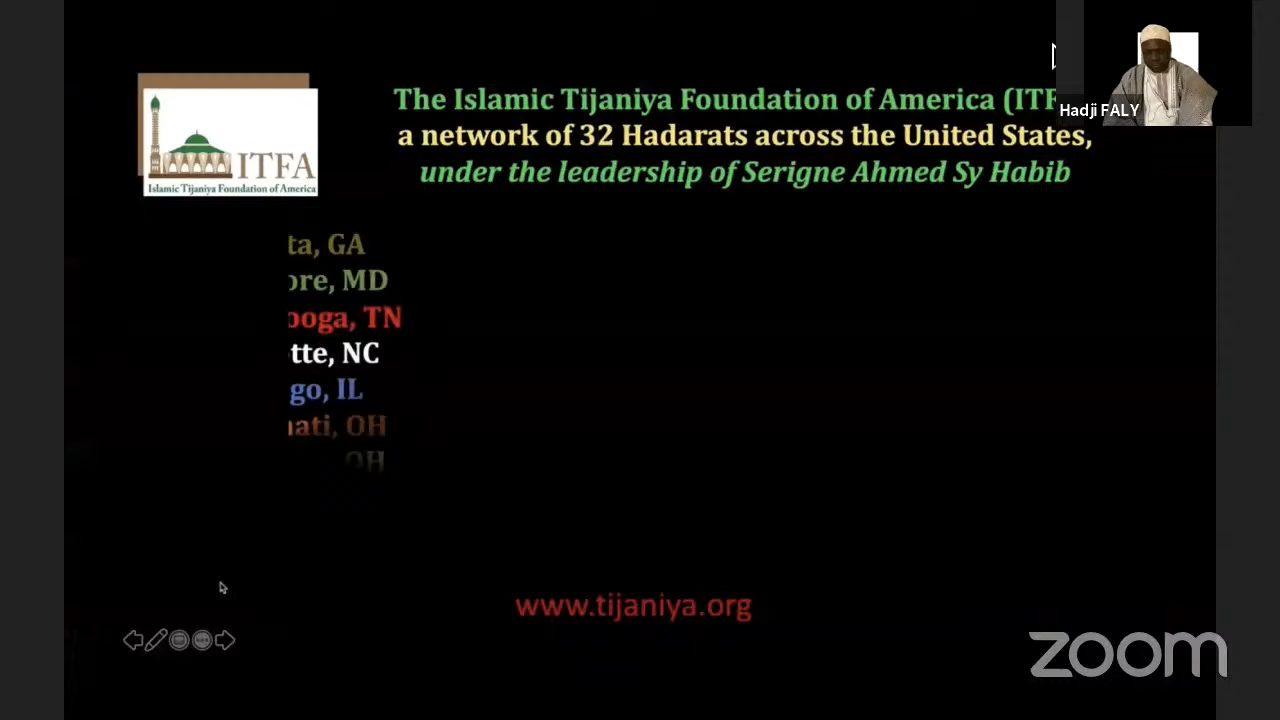 The Islamic Tijaniya Foundation of America (ITF
Hadji FALY
a network of 32 Hadarats across the United States,
under the leadership of Serigne Ahmed Sy Habib
ITFA
Islamic Tijaniya Foundation of America
ta, GA
ore, MD
ooga, TN
tte, NC
go, IL
nati, OH
OH
www.tijaniya.org
zoom